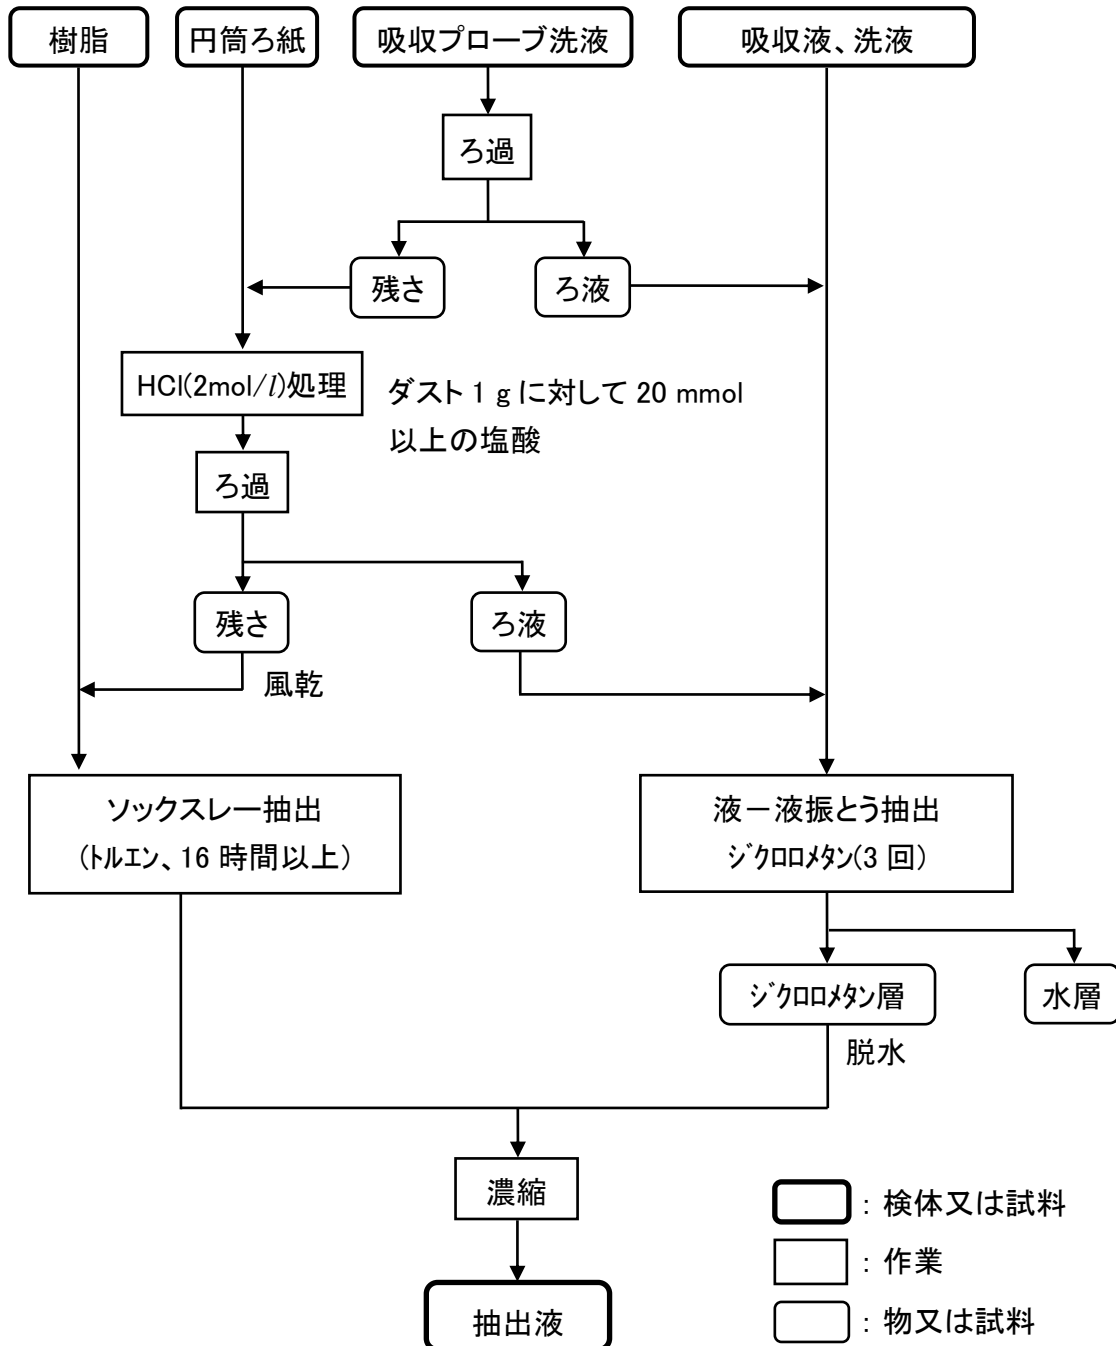 樹脂
円筒ろ紙
吸収プローブ洗液
吸収液、洗液
ろ過
残さ
ろ液
HCl(2mol/l)処理
ダスト 1 g に対して 20 mmol
以上の塩酸
ろ過
残さ
ろ液
風乾
ソックスレー抽出
(ﾄﾙｴﾝ、16 時間以上)
液－液振とう抽出
ｼﾞｸﾛﾛﾒﾀﾝ(3 回)
ｼﾞｸﾛﾛﾒﾀﾝ層
水層
脱水
濃縮
抽出液
：検体又は試料
：作業
：物又は試料